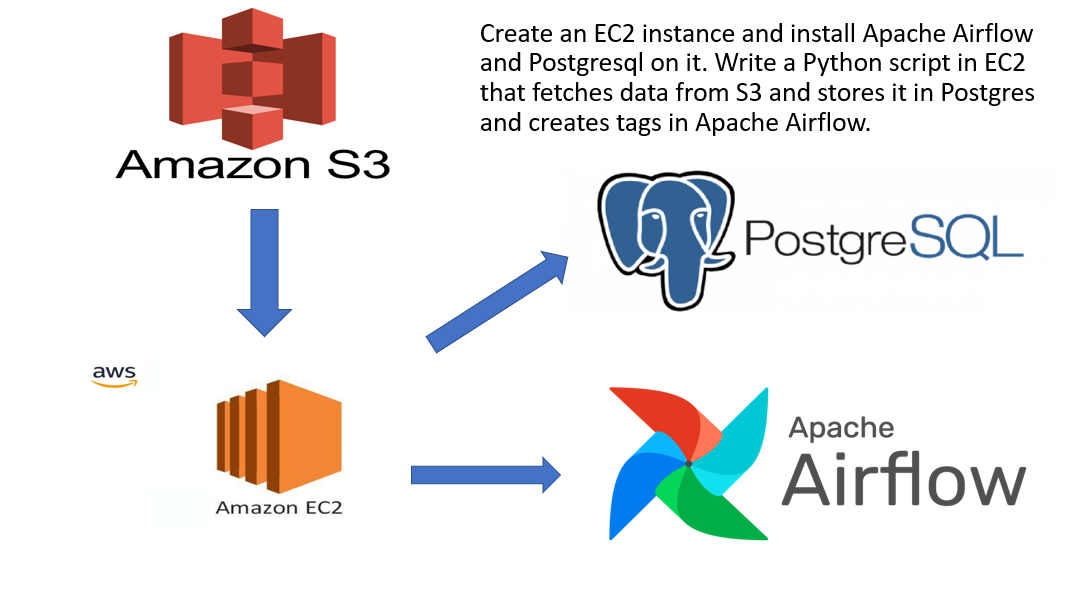 Create an EC2 instance and install Apache Airflow
and Postgresql on it. Write a Python script in EC2
that fetches data from S3 and stores it in Postgres
and creates tags in Apache Airflow.
Amazon S3
PostgreSQL
aws
Amazon EC2
Apache
Airflow